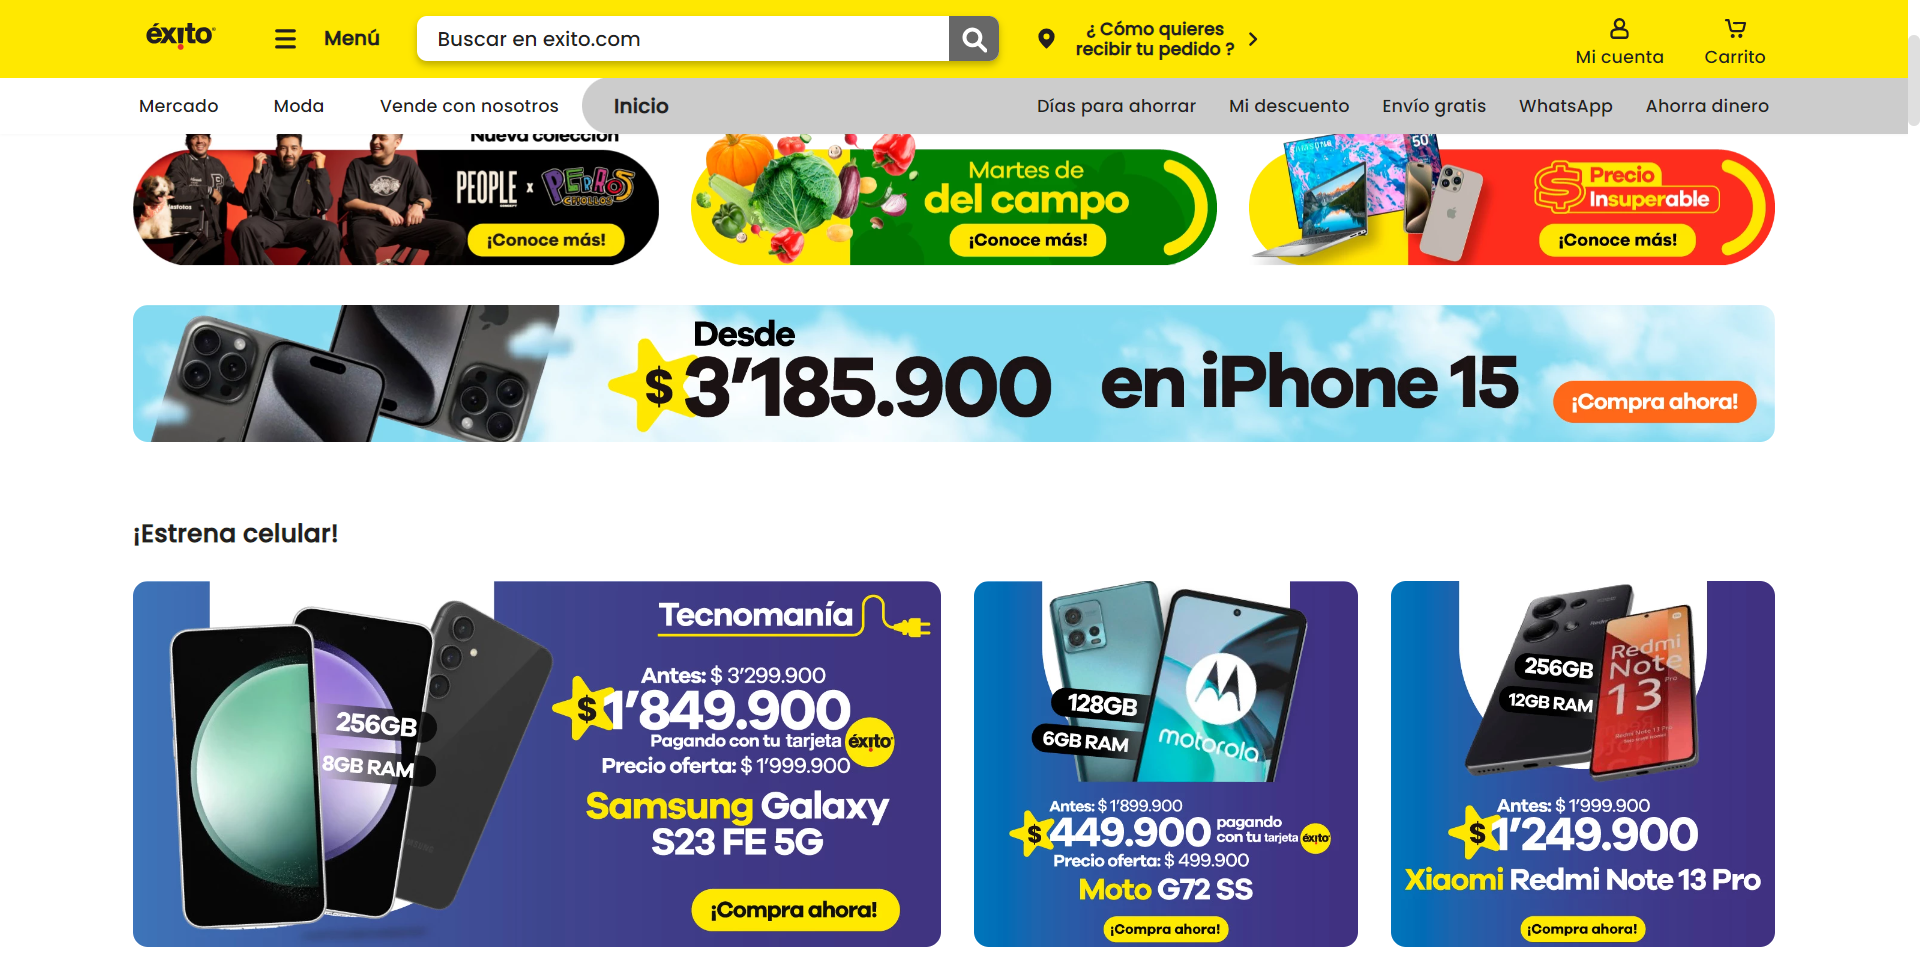 éxito
Menú
Buscar en exito.com
¿ Cómo quieres
recibir tu pedido ?
Mi cuenta
Carrito
Mercado
Moda
Vende con nosotros
Inicio
Días para ahorrar
Mi descuento
Envío gratis
WhatsApp
Ahorra dinero
Nueva colección
PEOPLE x PERROS
CRIOLLOS
¡Conoce más!
Martes de
del campo
¡Conoce más!
50"
Precio
Insuperable
¡Conoce más!
Desde
$ 3'185.900 en iPhone 15
¡Compra ahora!
¡Estrena celular!
Tecnomanía
256GB
8GB RAM
Antes: $ 3'299.900
$ 1'849.900
Pagando con tu tarjeta éxito
Precio oferta: $ 1'999.900
Samsung Galaxy
S23 FE 5G
¡Compra ahora!
128GB
6GB RAM
motorola
Antes: $ 1'899.900
$ 449.900 pagando
con tu tarjeta éxito
Precio oferta: $ 499.900
Moto G72 SS
¡Compra ahora!
256GB
12GB RAM
Redmi
Note
13 Pro
Redmi Note 13 Pro
Antes: $ 1'999.900
$ 1'249.900
Xiaomi Redmi Note 13 Pro
¡Compra ahora!